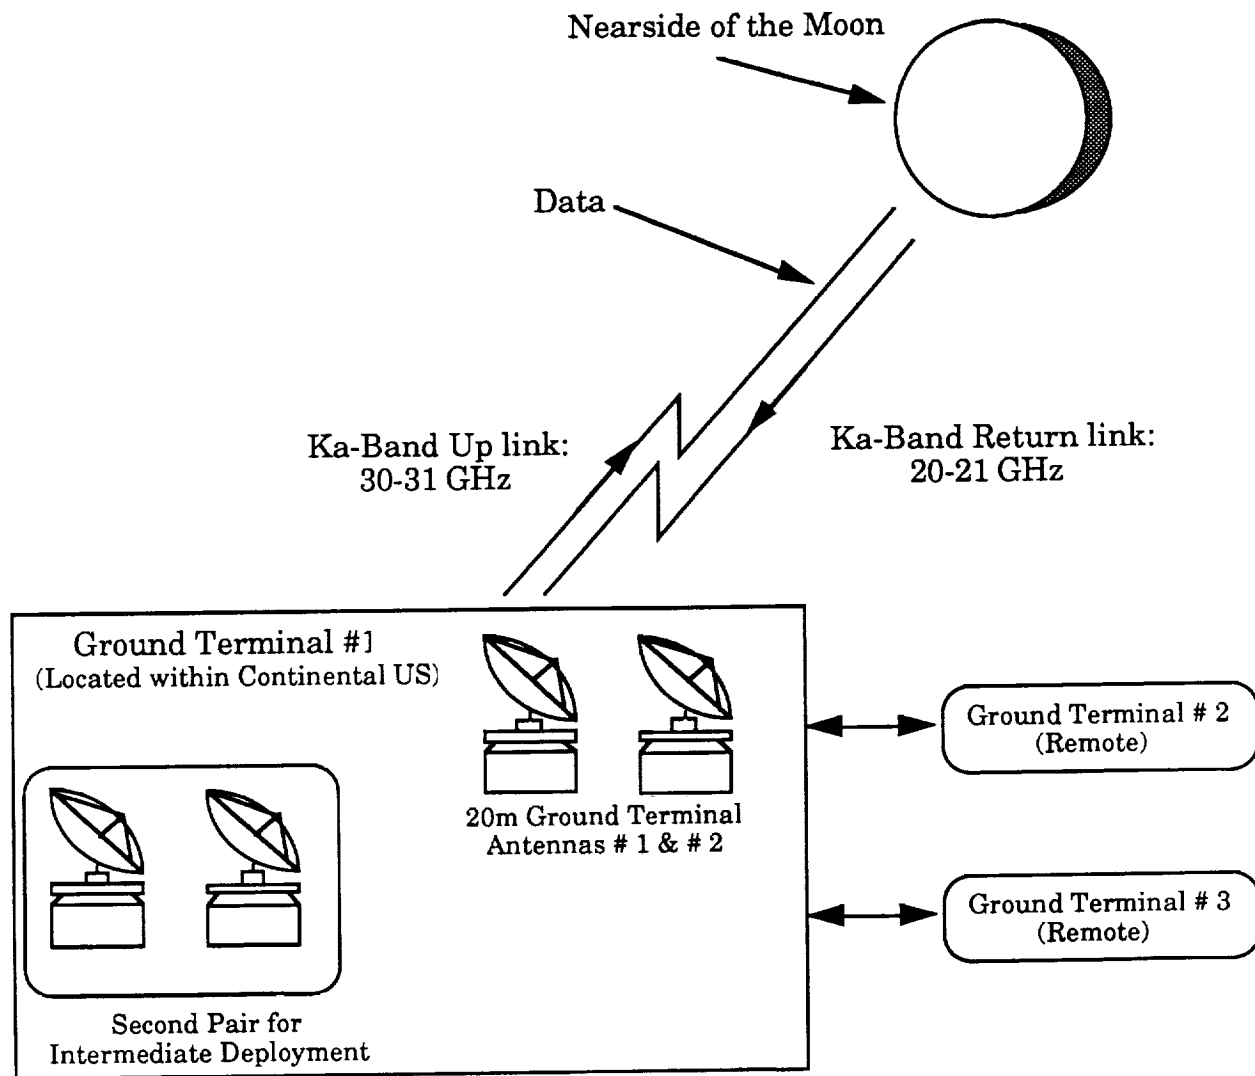 Nearside of the Moon
Data
Ka-Band Up link:
30-31 GHz
Ka-Band Return link:
20-21 GHz
Ground Terminal #1
(Located within Continental US)
20m Ground Terminal
Antennas # 1 & # 2
Ground Terminal # 2
(Remote)
Ground Terminal # 3
(Remote)
Second Pair for
Intermediate Deployment